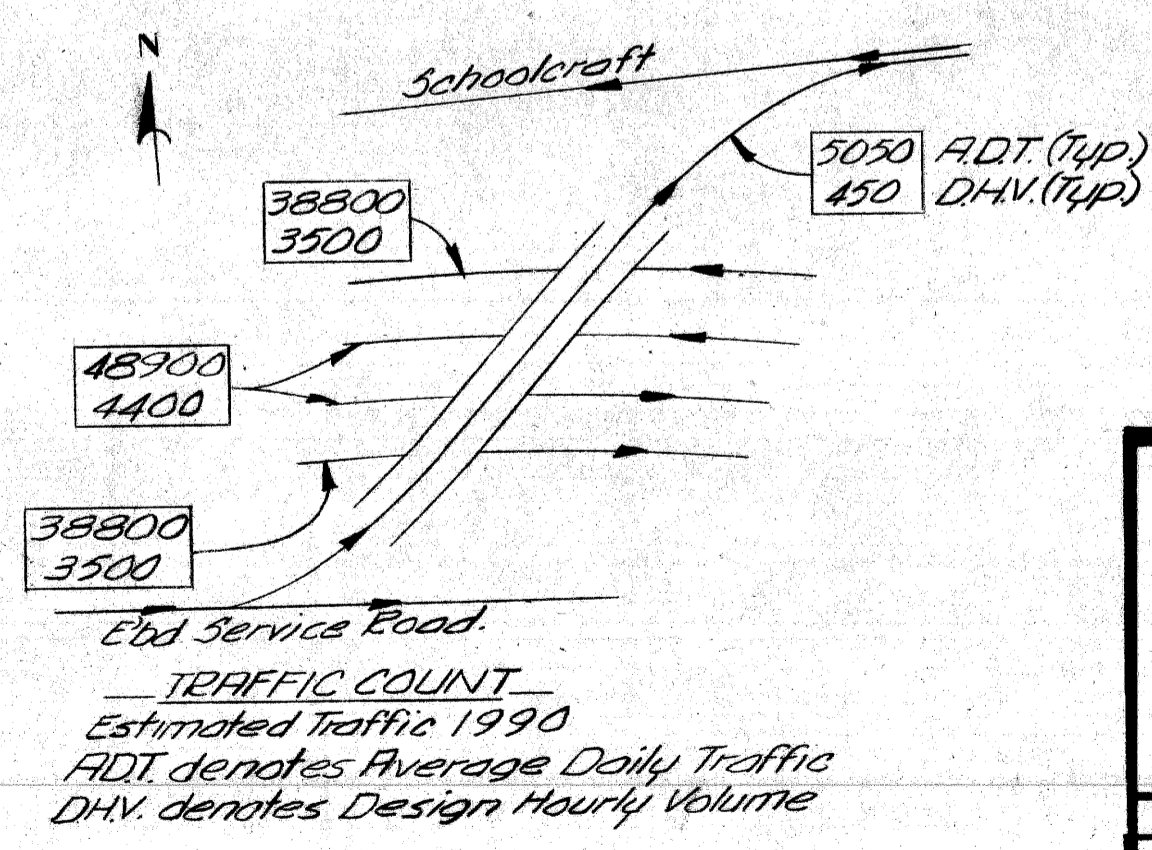 N
Schoolcraft
5050 A.D.T. (Typ.)
450 D.H.V. (Typ.)
38800
3500
48900
4400
38800
3500
E'bd Service Road.
TRAFFIC COUNT
Estimated Traffic 1990
ADT. denotes Average Daily Traffic
DH.V. denotes Design Hourly Volume